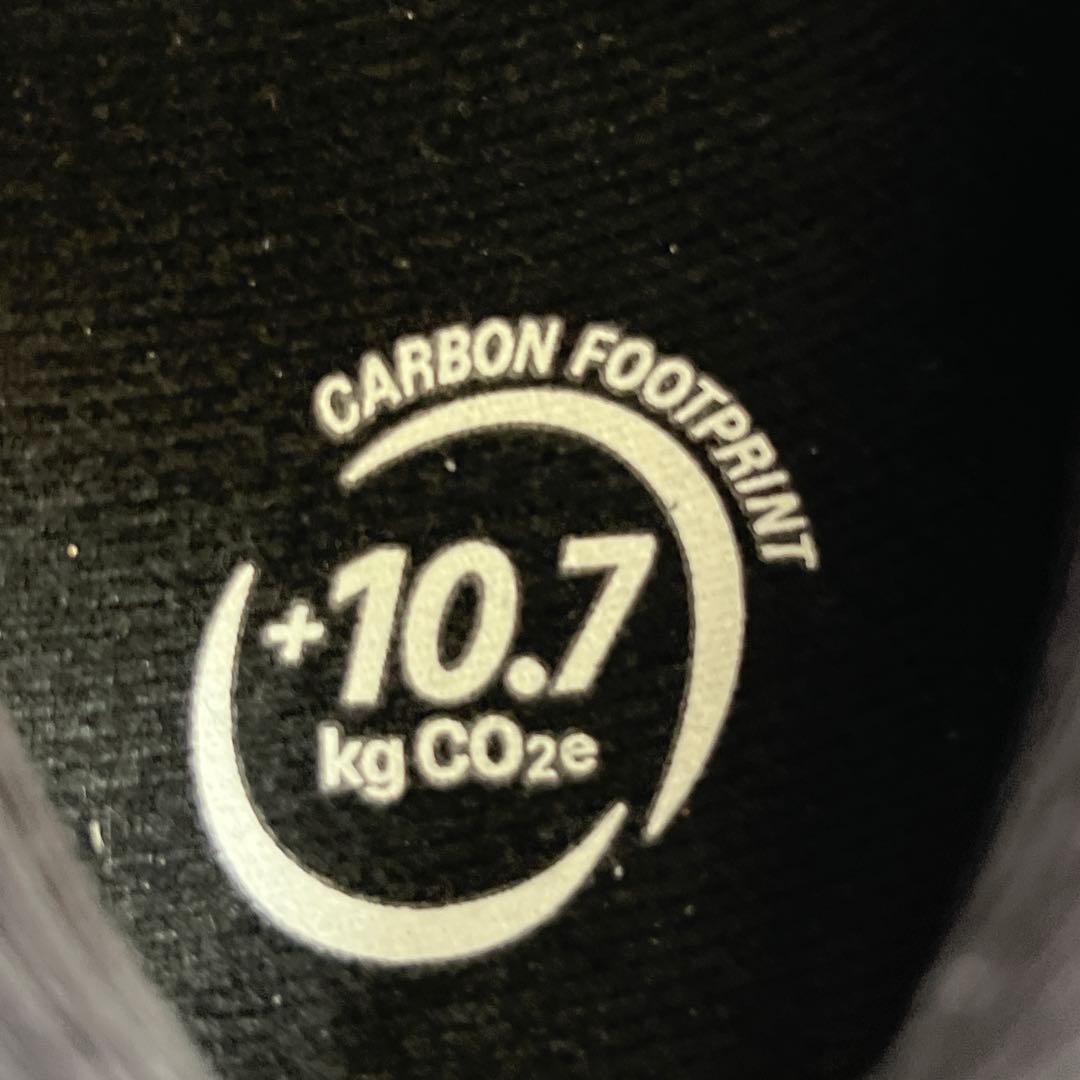 CARBON FOOTPRINT
+10.7
kg CO2e